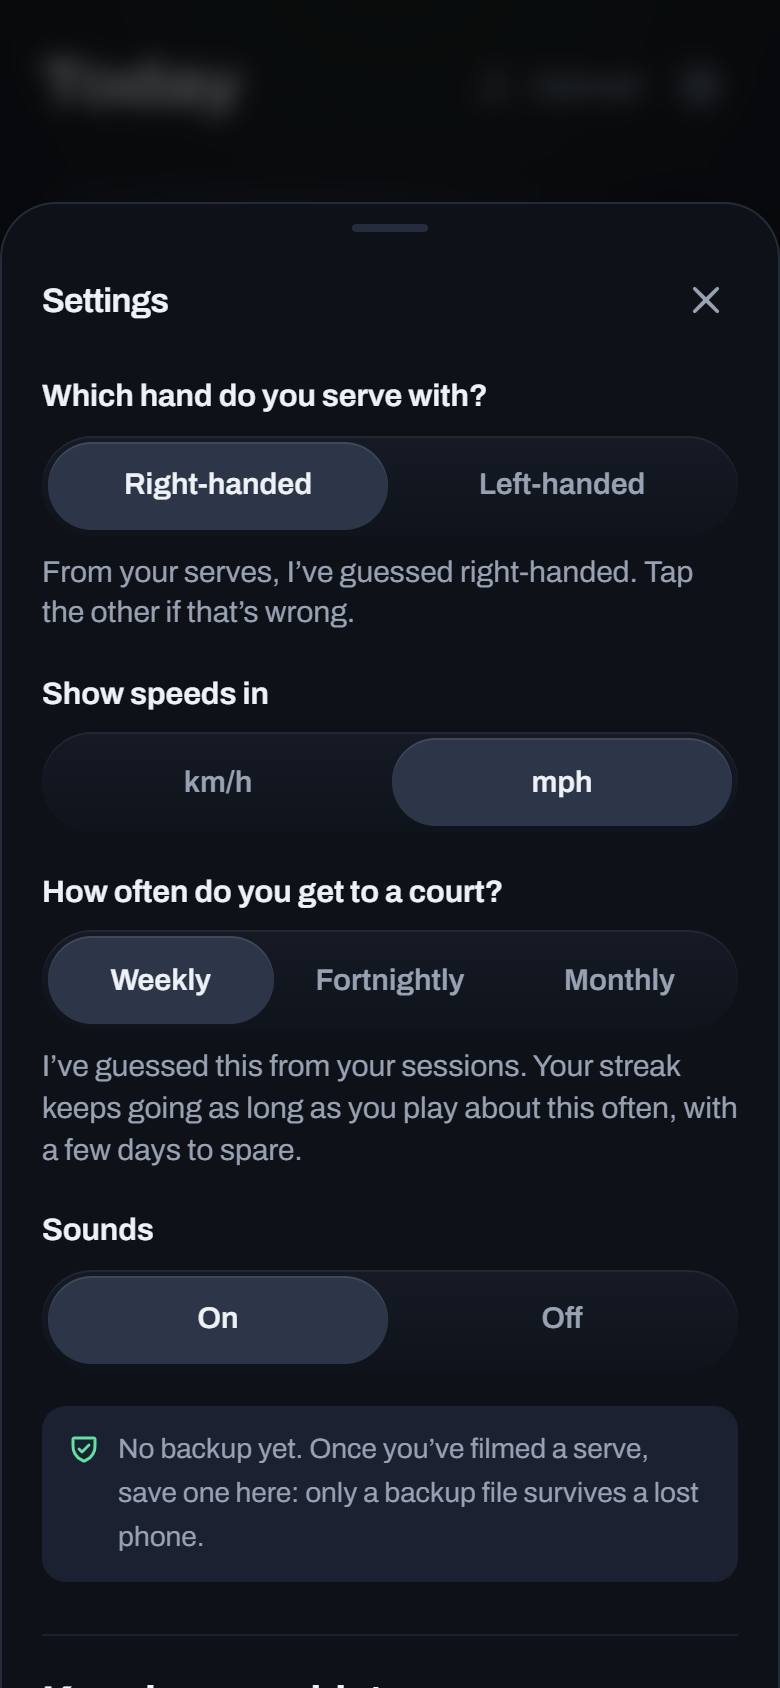 Today
Settings
Which hand do you serve with?
Right-handed
Left-handed
From your serves, I’ve guessed right-handed. Tap
the other if that’s wrong.
Show speeds in
km/h
mph
How often do you get to a court?
Weekly
Fortnightly
Monthly
I’ve guessed this from your sessions. Your streak
keeps going as long as you play about this often, with
a few days to spare.
Sounds
On
Off
No backup yet. Once you’ve filmed a serve,
save one here: only a backup file survives a lost
phone.